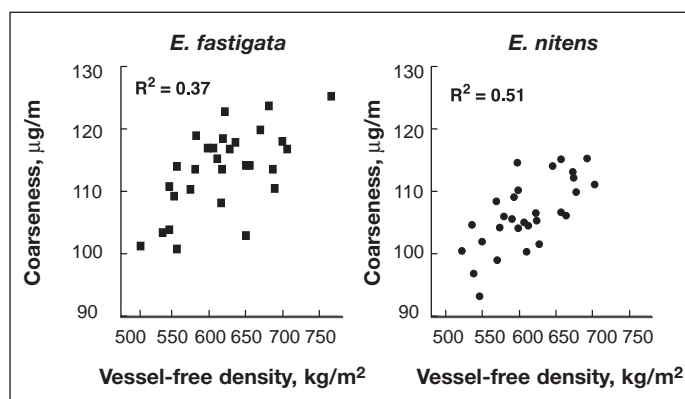 E. fastigata
130
120
110
100
90
R² = 0.37
Coarseness, μg/m
500 550 600 650 700 750
Vessel-free density, kg/m²
E. nitens
130
120
110
100
90
R² = 0.51
Coarseness, μg/m
500 550 600 650 700 750
Vessel-free density, kg/m²